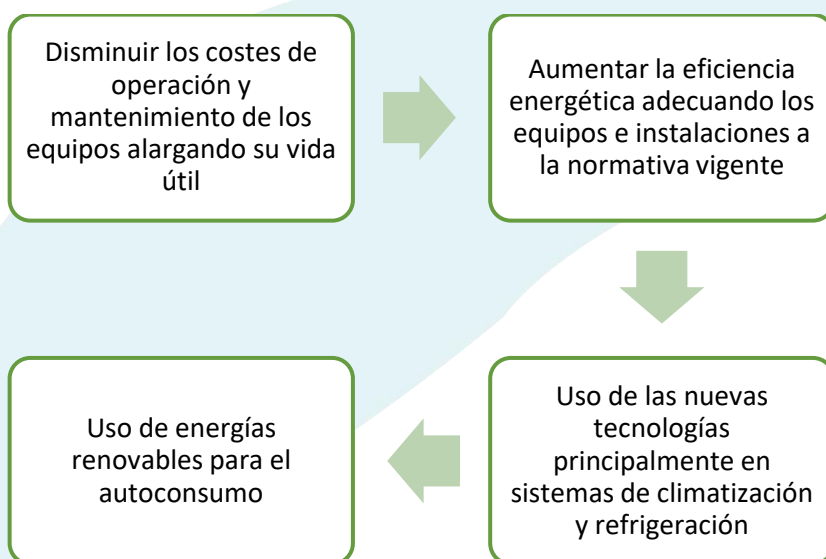 Disminuir los costes de
operación y
mantenimiento de los
equipos alargando su vida
útil
Aumentar la eficiencia
energética adecuando los
equipos e instalaciones a
la normativa vigente
Uso de las nuevas
tecnologías
principalmente en
sistemas de climatización
y refrigeración
Uso de energías
renovables para el
autoconsumo